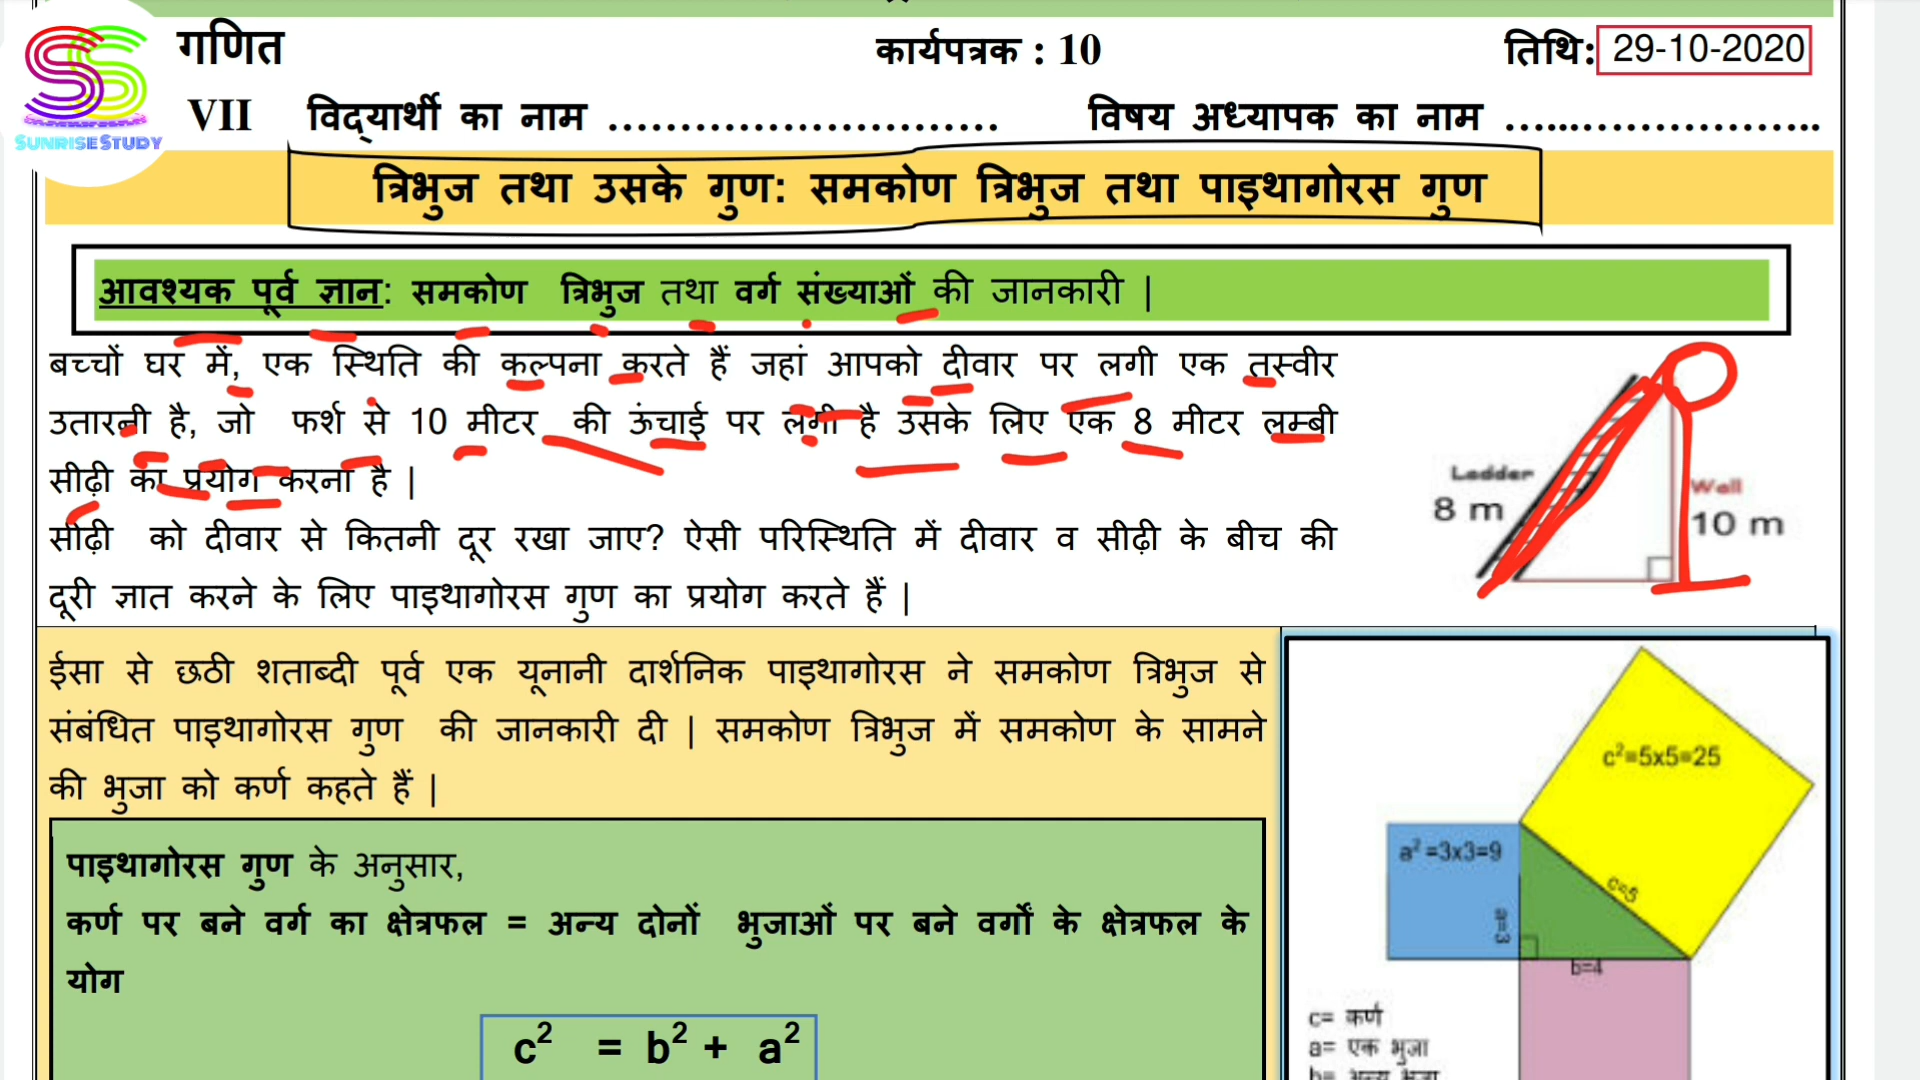 SUNRISESTUDY
गणित कार्यपत्रक : 10 तिथि: 29-10-2020
VII विद्यार्थी का नाम ........................... विषय अध्यापक का नाम ........................
त्रिभुज तथा उसके गुण: समकोण त्रिभुज तथा पाइथागोरस गुण
आवश्यक पूर्व ज्ञान: समकोण त्रिभुज तथा वर्ग संख्याओं की जानकारी |
बच्चों घर में, एक स्थिति की कल्पना करते हैं जहां आपको दीवार पर लगी एक तस्वीर
उतारनी है, जो फर्श से 10 मीटर की ऊंचाई पर लगी है उसके लिए एक 8 मीटर लम्बी
सीढ़ी का प्रयोग करना है |
सीढ़ी को दीवार से कितनी दूर रखा जाए? ऐसी परिस्थिति में दीवार व सीढ़ी के बीच की
दूरी ज्ञात करने के लिए पाइथागोरस गुण का प्रयोग करते हैं |
Ladder
8 m
Wall
10 m
ईसा से छठी शताब्दी पूर्व एक यूनानी दार्शनिक पाइथागोरस ने समकोण त्रिभुज से
संबंधित पाइथागोरस गुण की जानकारी दी | समकोण त्रिभुज में समकोण के सामने
की भुजा को कर्ण कहते हैं |
पाइथागोरस गुण के अनुसार,
कर्ण पर बने वर्ग का क्षेत्रफल = अन्य दोनों भुजाओं पर बने वर्गों के क्षेत्रफल के
योग
c² = b² + a²
c²=5x5=25
a²=3x3=9
c=5
a=3
b=4
c= कर्ण
a= एक भुजा
b= अन्य भुजा